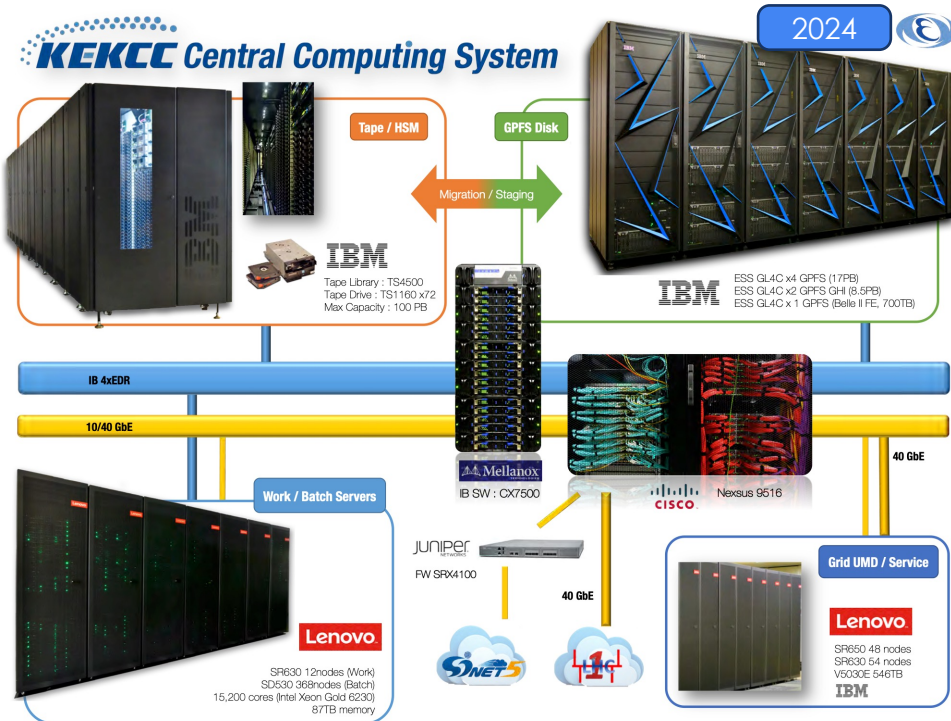 KEKCC Central Computing System
2024
Tape / HSM
GPFS Disk
Migration / Staging
IBM
IBM
Tape Library : TS4500
Tape Drive : TS1160 x72
Max Capacity : 100 PB
IBM
ESS GL4C x4 GPFS (17PB)
ESS GL4C x2 GPFS GHI (8.5PB)
ESS GL4C x 1 GPFS (Belle II FE, 700TB)
IB 4xEDR
10/40 GbE
40 GbE
Mellanox
TECHNOLOGIES
IB SW : CX7500
CISCO
Nexsus 9516
Work / Batch Servers
JUNIPER
NETWORKS
FW SRX4100
40 GbE
Grid UMD / Service
Lenovo
SR630 12nodes (Work)
SD530 368nodes (Batch)
15,200 cores (Intel Xeon Gold 6230)
87TB memory
SINET5
LHC 1
Lenovo
SR650 48 nodes
SR630 54 nodes
V5030E 546TB
IBM